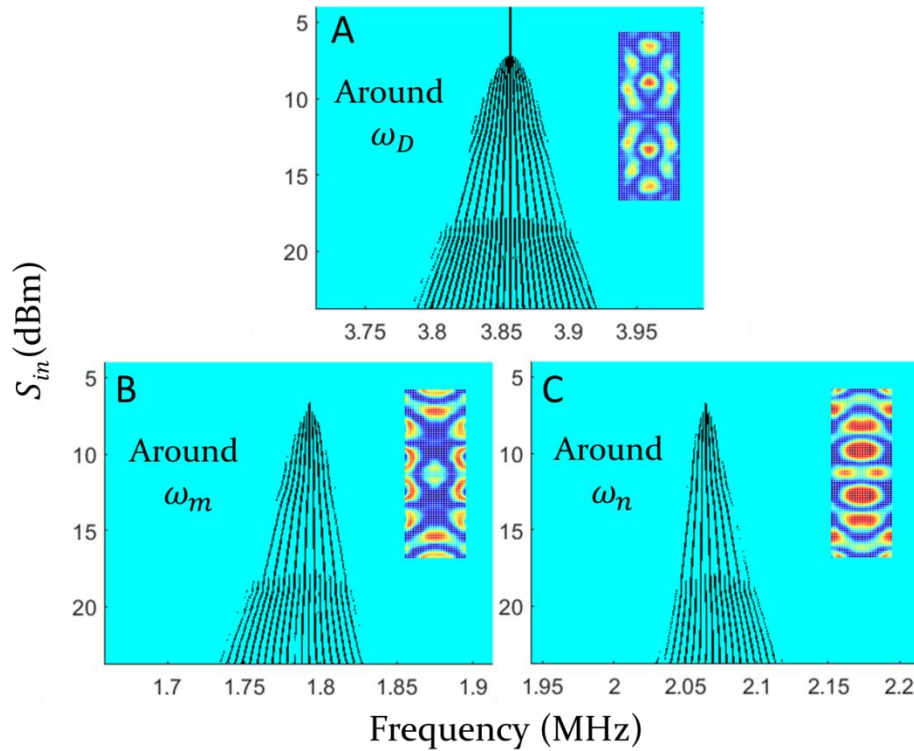 A
Around
ω_D
5
10
15
20
3.75 3.8 3.85 3.9 3.95
S_in(dBm)
B
Around
ω_m
5
10
15
20
1.7 1.75 1.8 1.85 1.9
C
Around
ω_n
5
10
15
20
1.95 2 2.05 2.1 2.15 2.2
Frequency (MHz)